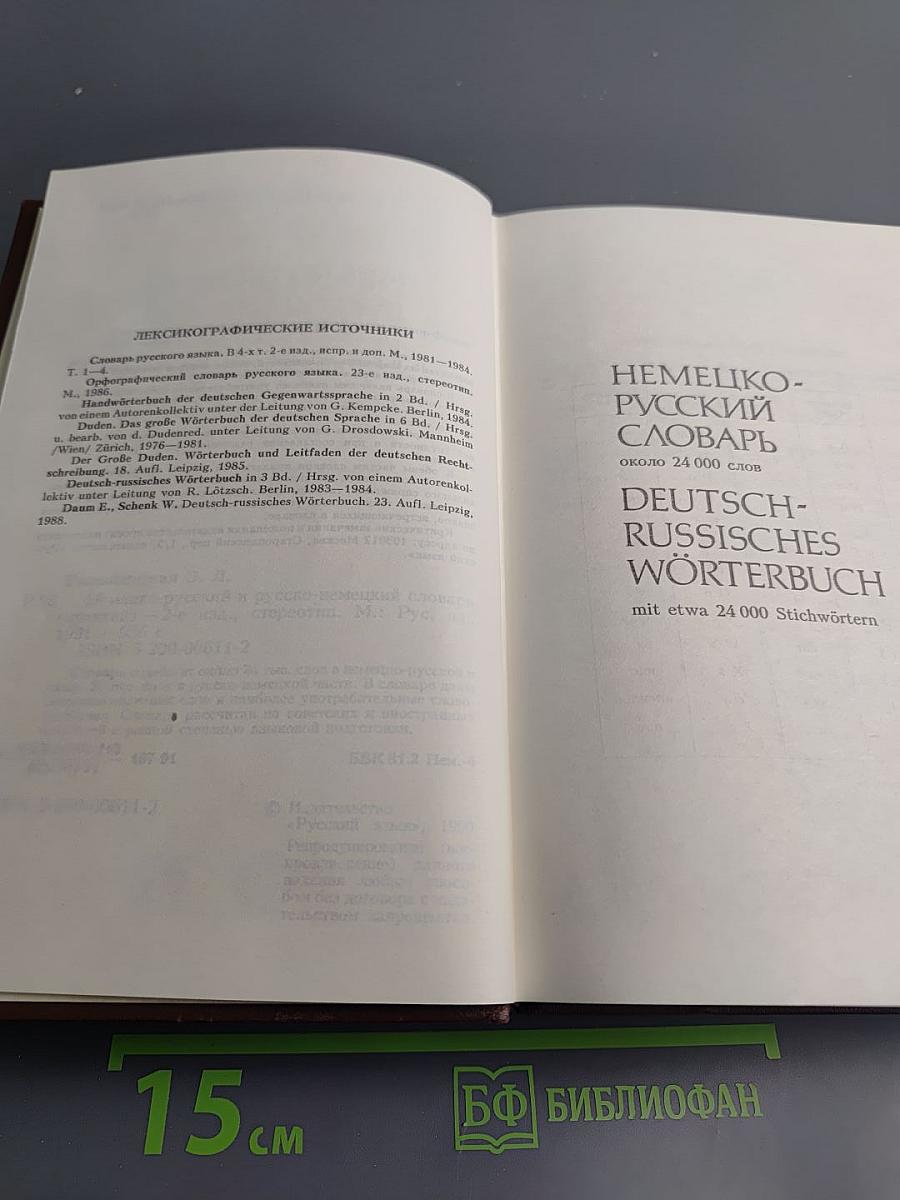 ЛЕКСИКОГРАФИЧЕСКИЕ ИСТОЧНИКИ
Словарь русского языка. В 4-х т. 2-е изд., испр. и доп. М., 1981—1984.
Т. 1—4.
Орфографический словарь русского языка. 23-е изд., стереотип.
М., 1986.
Handwörterbuch der deutschen Gegenwartssprache in 2 Bd. / Hrsg.
von einem Autorenkollektiv unter der Leitung von G. Kempcke. Berlin, 1984.
Duden. Das große Wörterbuch der deutschen Sprache in 6 Bd. / Hrsg.
u. bearb. von d. Dudenred. unter Leitung von G. Drosdowski. Mannheim
/Wien/ Zürich, 1976—1981.
Der Große Duden. Wörterbuch und Leitfaden der deutschen Recht-
schreibung. 18. Aufl. Leipzig, 1985.
Deutsch-russisches Wörterbuch in 3 Bd. / Hrsg. von einem Autorenkol-
lektiv unter Leitung von R. Lötzsch. Berlin, 1983—1984.
Daum E., Schenk W. Deutsch-russisches Wörterbuch. 23. Aufl. Leipzig,
1988.
НЕМЕЦКО-
РУССКИЙ
СЛОВАРЬ
около 24 000 слов
DEUTSCH-
RUSSISCHES
WÖRTERBUCH
mit etwa 24 000 Stichwörtern
15 см
БФ БИБЛИОФАН